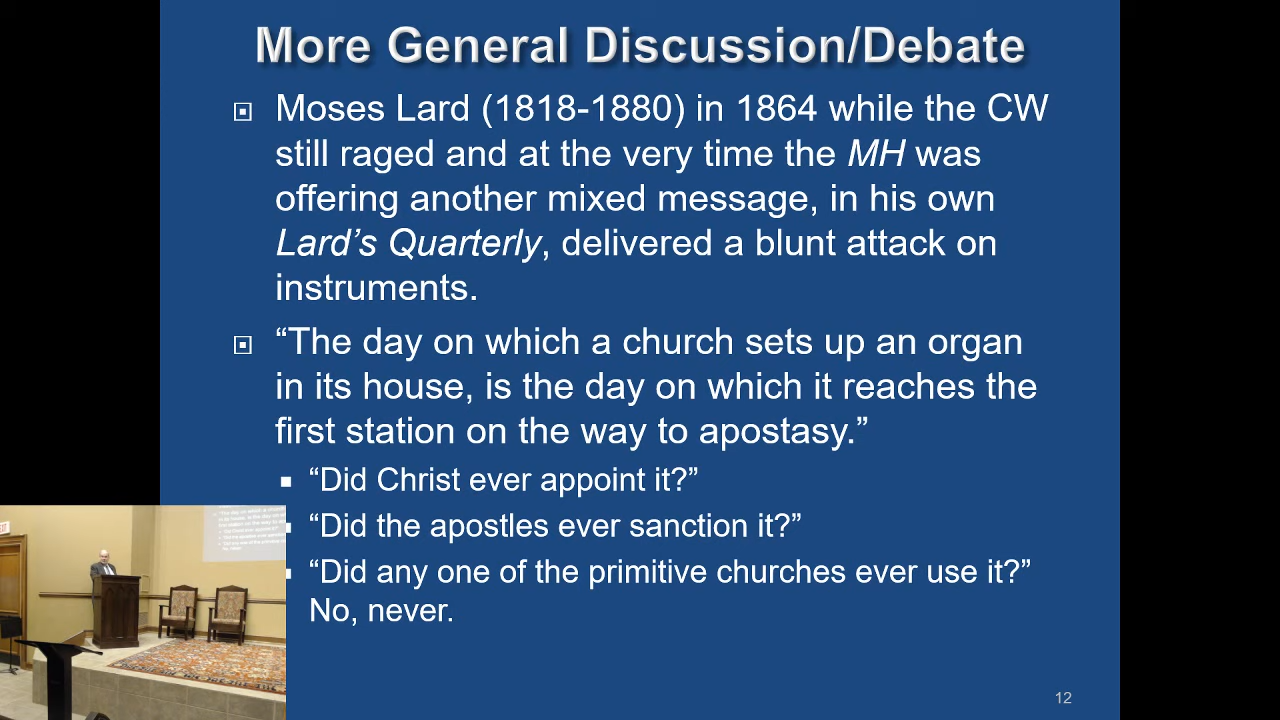 More General Discussion/Debate
Moses Lard (1818-1880) in 1864 while the CW
still raged and at the very time the MH was
offering another mixed message, in his own
Lard’s Quarterly, delivered a blunt attack on
instruments.
“The day on which a church sets up an organ
in its house, is the day on which it reaches the
first station on the way to apostasy.”
“Did Christ ever appoint it?”
“Did the apostles ever sanction it?”
“Did any one of the primitive churches ever use it?”
No, never.
12